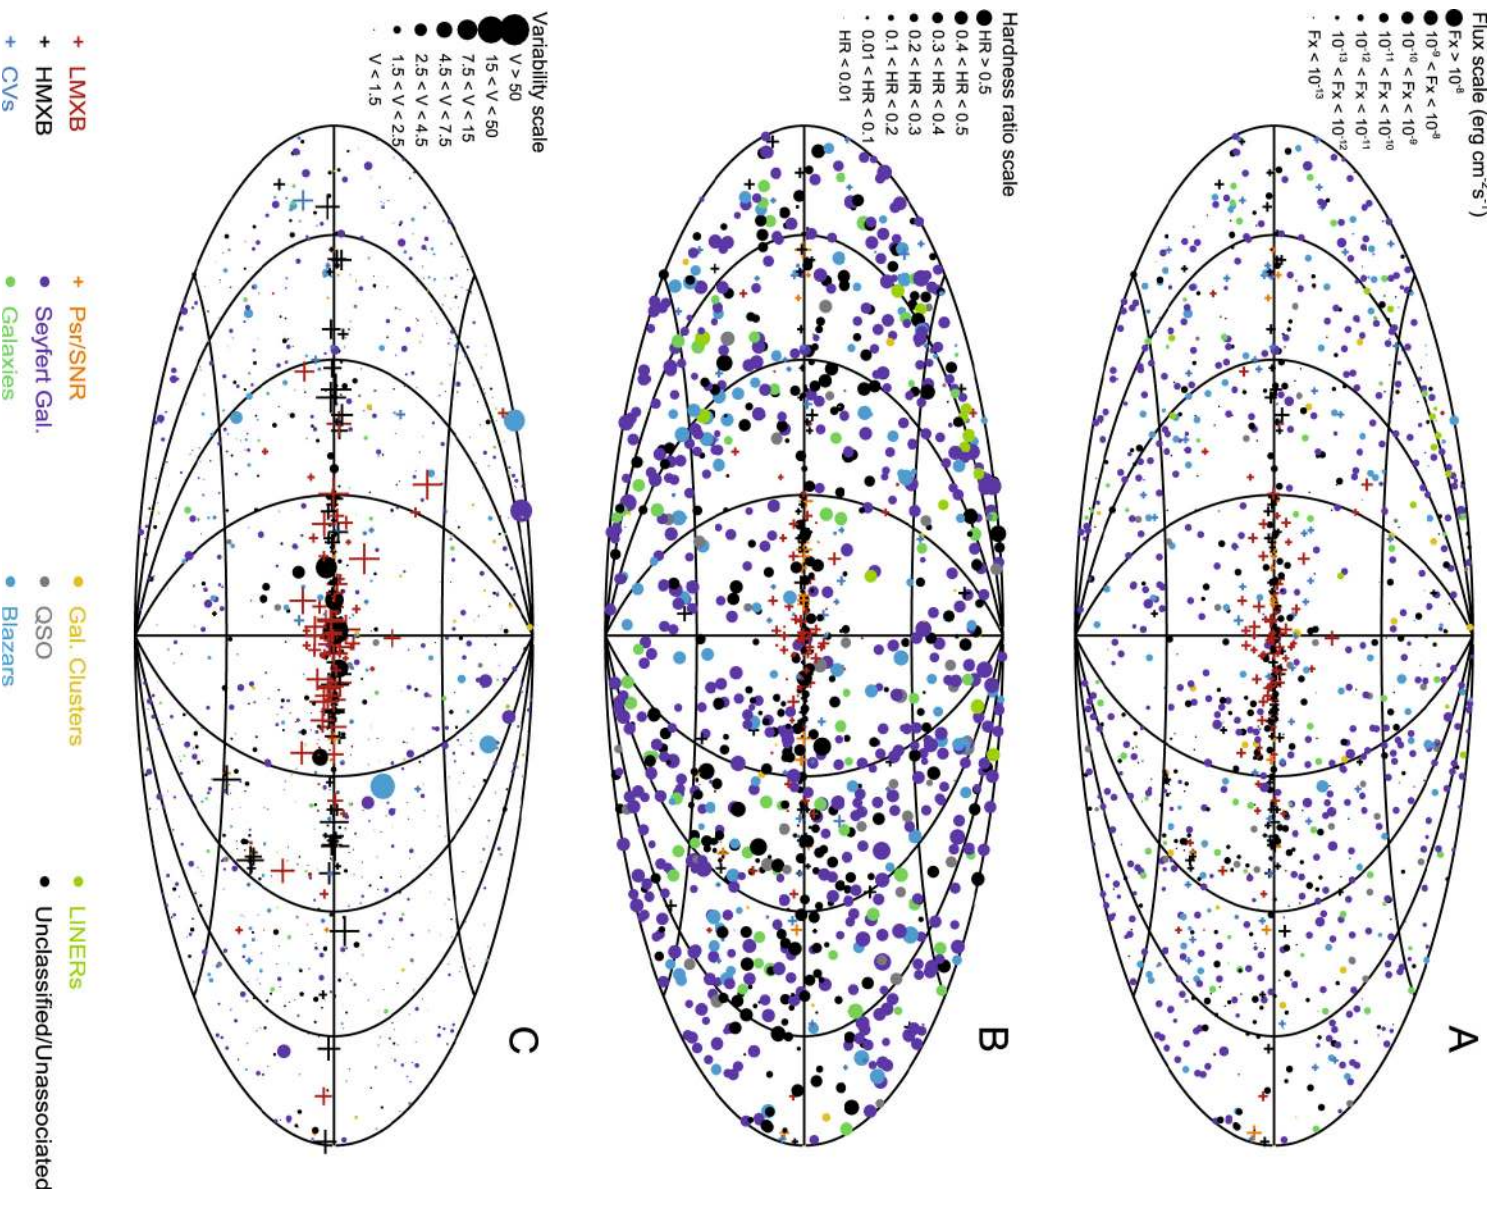 Flux scale (erg cm⁻²s⁻¹)
Fx > 10⁻⁸
10⁻⁹ < Fx < 10⁻⁸
10⁻¹⁰ < Fx < 10⁻⁹
10⁻¹¹ < Fx < 10⁻¹⁰
10⁻¹² < Fx < 10⁻¹¹
10⁻¹³ < Fx < 10⁻¹²
Fx < 10⁻¹³
A
Hardness ratio scale
HR > 0.5
0.4 < HR < 0.5
0.3 < HR < 0.4
0.2 < HR < 0.3
0.1 < HR < 0.2
0.01 < HR < 0.1
HR < 0.01
B
Variability scale
V > 50
15 < V < 50
7.5 < V < 15
4.5 < V < 7.5
2.5 < V < 4.5
1.5 < V < 2.5
V < 1.5
C
LMXB Psr/SNR Gal. Clusters LINERs
HMXB Seyfert Gal. QSO Unclassified/Unassociated
CVs Galaxies Blazars